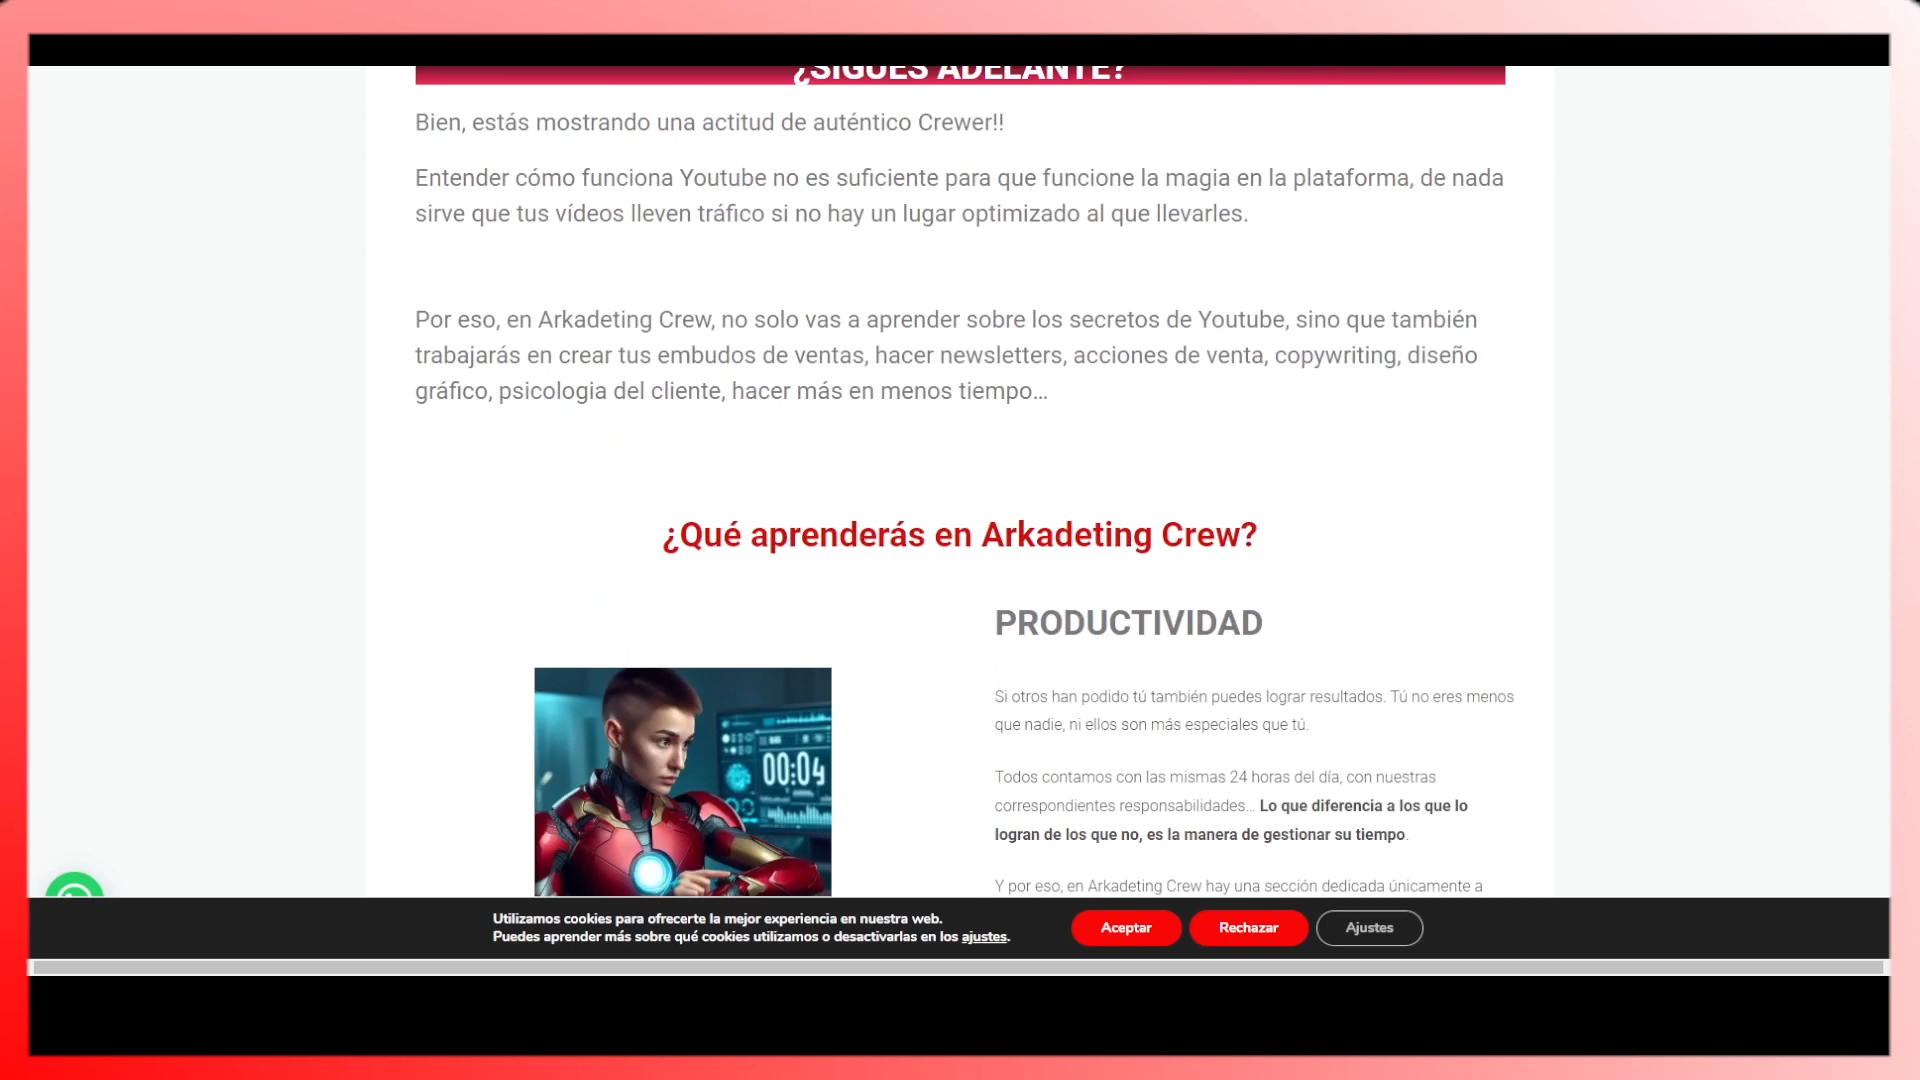 ¿SIGUES ADELANTE?
Bien, estás mostrando una actitud de auténtico Crewer!!
Entender cómo funciona Youtube no es suficiente para que funcione la magia en la plataforma, de nada
sirve que tus vídeos lleven tráfico si no hay un lugar optimizado al que llevarles.
Por eso, en Arkadeting Crew, no solo vas a aprender sobre los secretos de Youtube, sino que también
trabajarás en crear tus embudos de ventas, hacer newsletters, acciones de venta, copywriting, diseño
gráfico, psicologia del cliente, hacer más en menos tiempo…
¿Qué aprenderás en Arkadeting Crew?
PRODUCTIVIDAD
Si otros han podido tú también puedes lograr resultados. Tú no eres menos
que nadie, ni ellos son más especiales que tú.
Todos contamos con las mismas 24 horas del día, con nuestras
correspondientes responsabilidades… Lo que diferencia a los que lo
logran de los que no, es la manera de gestionar su tiempo.
Y por eso, en Arkadeting Crew hay una sección dedicada únicamente a
00:04
Utilizamos cookies para ofrecerte la mejor experiencia en nuestra web.
Puedes aprender más sobre qué cookies utilizamos o desactivarlas en los ajustes.
Aceptar
Rechazar
Ajustes